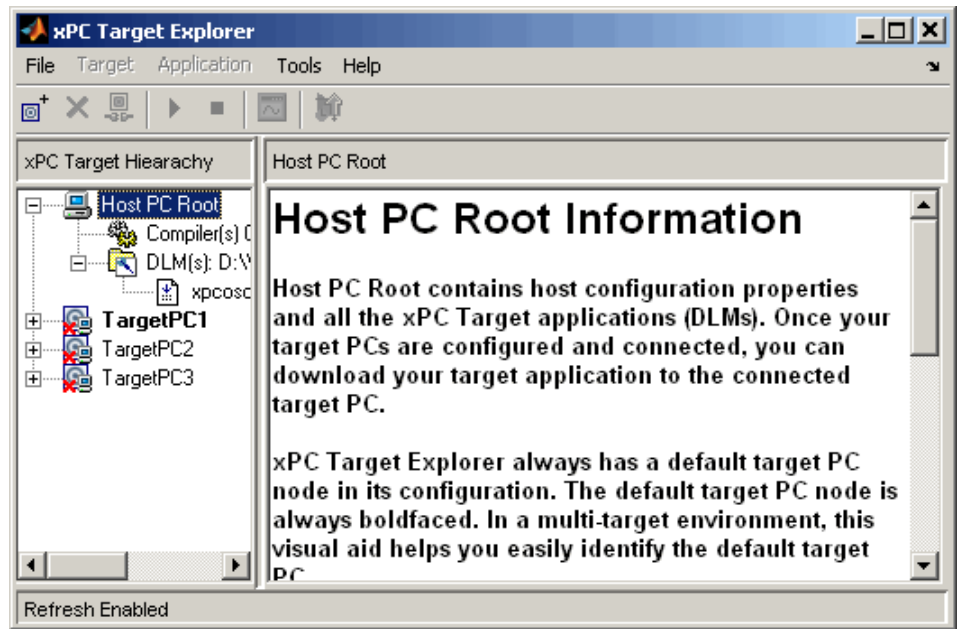 xPC Target Explorer
File Target Application Tools Help
xPC Target Hiearachy
Host PC Root
Host PC Root
Compiler(s)
DLM(s): D:\
xpcosc
TargetPC1
TargetPC2
TargetPC3
Host PC Root Information
Host PC Root contains host configuration properties
and all the xPC Target applications (DLMs). Once your
target PCs are configured and connected, you can
download your target application to the connected
target PC.
xPC Target Explorer always has a default target PC
node in its configuration. The default target PC node is
always boldfaced. In a multi-target environment, this
visual aid helps you easily identify the default target
PC
Refresh Enabled